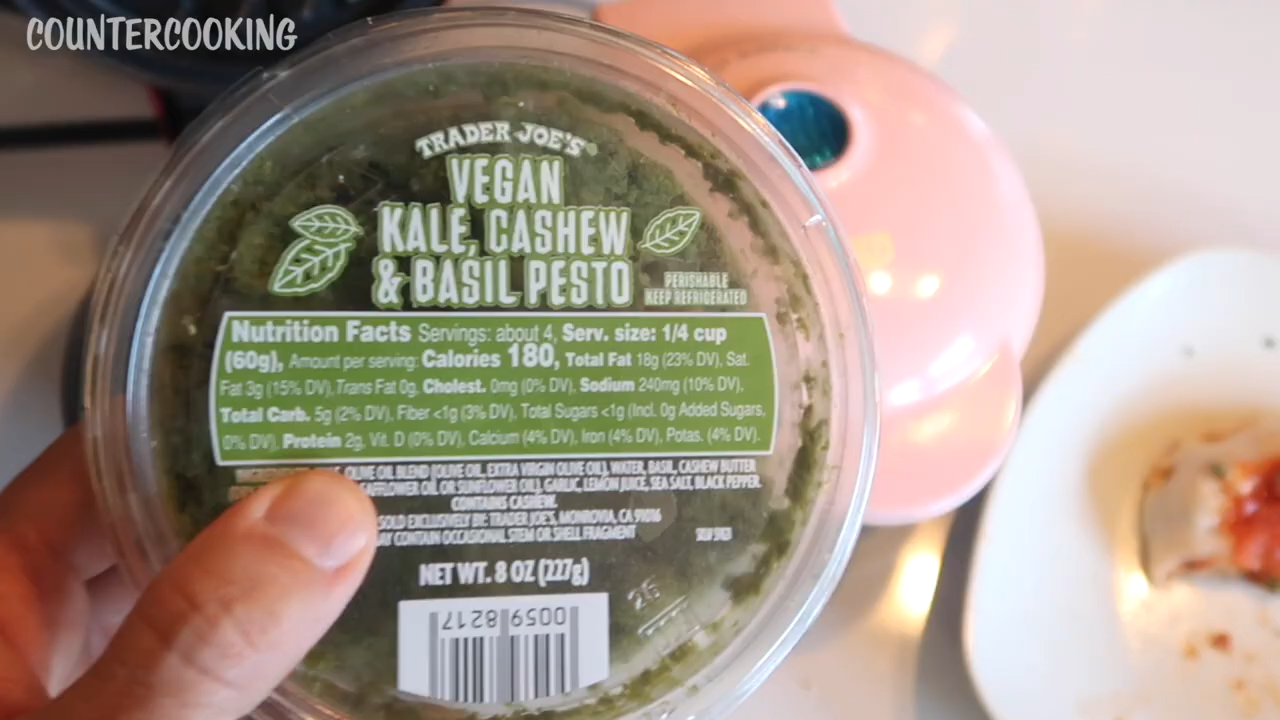 COUNTERCOOKING
TRADER JOE'S
VEGAN
KALE, CASHEW
& BASIL PESTO
PERISHABLE
KEEP REFRIGERATED
Nutrition Facts Servings: about 4, Serv. size: 1/4 cup
(60g), Amount per serving: Calories 180, Total Fat 18g (23% DV), Sat.
Fat 3g (15% DV), Trans Fat 0g, Cholest. 0mg (0% DV), Sodium 240mg (10% DV),
Total Carb. 5g (2% DV), Fiber <1g (3% DV), Total Sugars <1g (Incl. 0g Added Sugars,
0% DV), Protein 2g, Vit. D (0% DV), Calcium (4% DV), Iron (4% DV), Potas. (4% DV).
OLIVE OIL BLEND (OLIVE OIL, EXTRA VIRGIN OLIVE OIL), WATER, BASIL, CASHEW BUTTER
SAFFLOWER OIL OR SUNFLOWER OIL), GARLIC, LEMON JUICE, SEA SALT, BLACK PEPPER.
CONTAINS CASHEW.
SOLD EXCLUSIVELY BY: TRADER JOE'S, MONROVIA, CA 91016
MAY CONTAIN OCCASIONAL STEM OR SHELL FRAGMENT
NET WT. 8 OZ (227g)
0059 8217